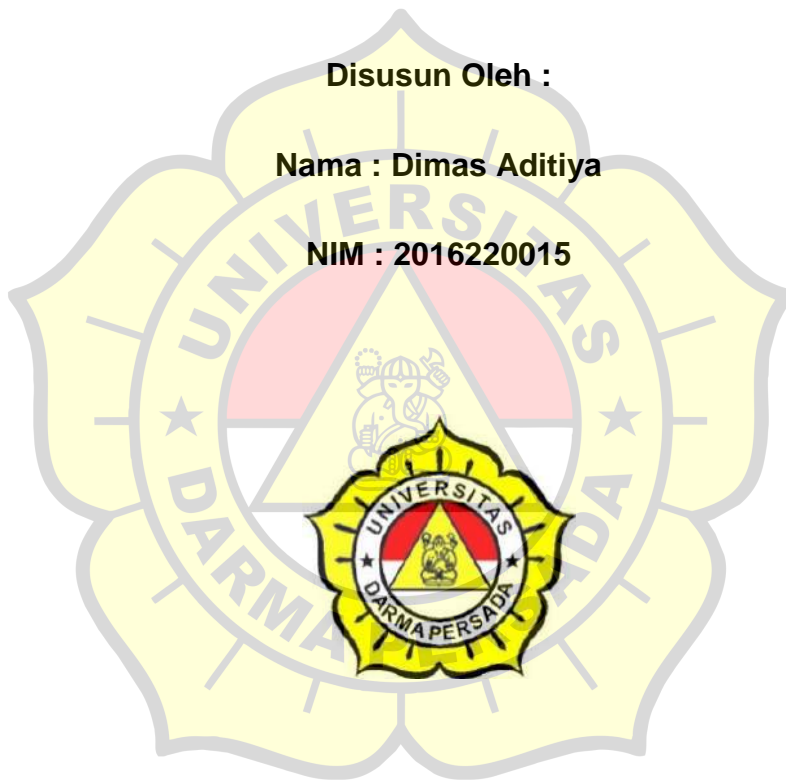 Disusun Oleh :
Nama : Dimas Aditiya
NIM : 2016220015
UNIVERSITAS
DARMA PERSADA
UNIVERSITAS
DARMA PERSADA